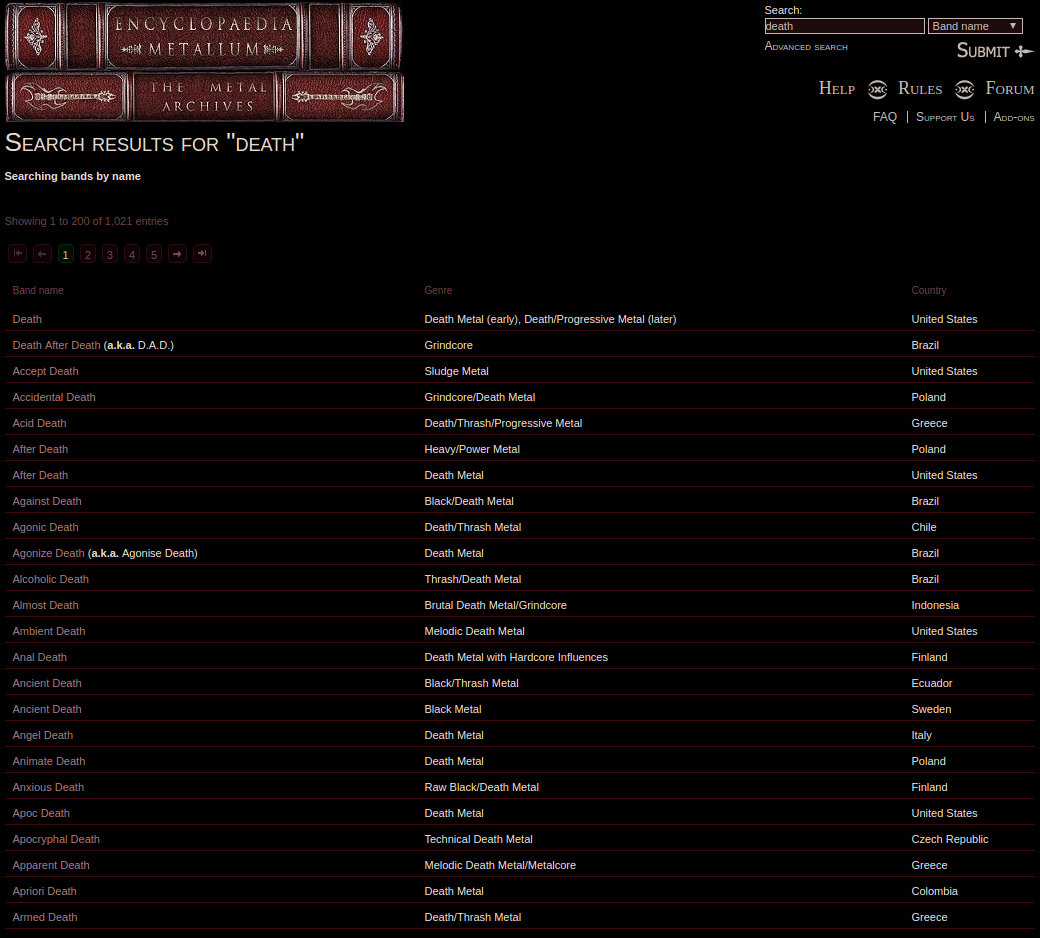 ENCYCLOPAEDIA
METALLUM
THE METAL
ARCHIVES
Search:
death Band name
Advanced search Submit
Help Rules Forum
FAQ Support Us Add-ons
Search results for "death"
Searching bands by name
Showing 1 to 200 of 1,021 entries
1 2 3 4 5
Band name Genre Country
Death Death Metal (early), Death/Progressive Metal (later) United States
Death After Death (a.k.a. D.A.D.) Grindcore Brazil
Accept Death Sludge Metal United States
Accidental Death Grindcore/Death Metal Poland
Acid Death Death/Thrash/Progressive Metal Greece
After Death Heavy/Power Metal Poland
After Death Death Metal United States
Against Death Black/Death Metal Brazil
Agonic Death Death/Thrash Metal Chile
Agonize Death (a.k.a. Agonise Death) Death Metal Brazil
Alcoholic Death Thrash/Death Metal Brazil
Almost Death Brutal Death Metal/Grindcore Indonesia
Ambient Death Melodic Death Metal United States
Anal Death Death Metal with Hardcore Influences Finland
Ancient Death Black/Thrash Metal Ecuador
Ancient Death Black Metal Sweden
Angel Death Death Metal Italy
Animate Death Death Metal Poland
Anxious Death Raw Black/Death Metal Finland
Apoc Death Death Metal United States
Apocryphal Death Technical Death Metal Czech Republic
Apparent Death Melodic Death Metal/Metalcore Greece
Apriori Death Death Metal Colombia
Armed Death Death/Thrash Metal Greece